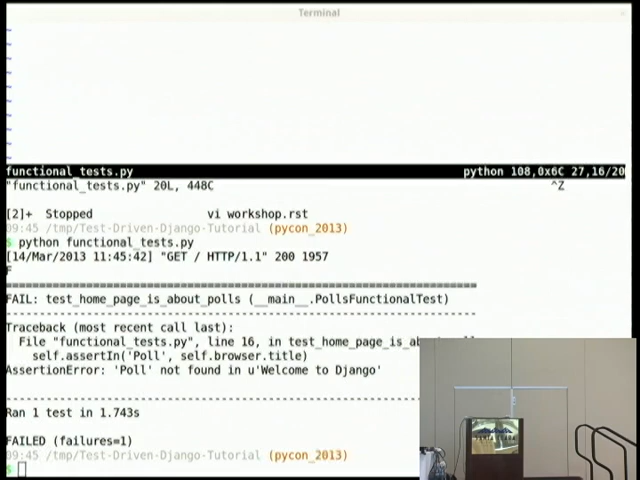 Terminal
functional_tests.py python 108,0x6C 27,16/20
"functional_tests.py" 20L, 448C ^Z
[2]+ Stopped vi workshop.rst
09:45 /tmp/Test-Driven-Django-Tutorial (pycon_2013)
$ python functional_tests.py
[14/Mar/2013 11:45:42] "GET / HTTP/1.1" 200 1957
F
======================================================================
FAIL: test_home_page_is_about_polls (__main__.PollsFunctionalTest)
----------------------------------------------------------------------
Traceback (most recent call last):
File "functional_tests.py", line 16, in test_home_page_is_abou
self.assertIn('Poll', self.browser.title)
AssertionError: 'Poll' not found in u'Welcome to Django'
----------------------------------------------------------------------
Ran 1 test in 1.743s
FAILED (failures=1)
09:45 /tmp/Test-Driven-Django-Tutorial (pycon_2013)
$